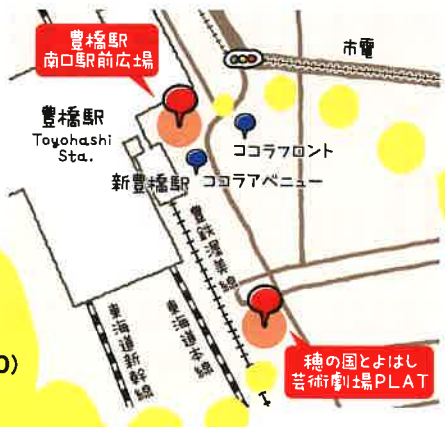 豊橋駅
南口駅前広場
市電
豊橋駅
Toyohashi
Sta.
ココラフロント
新豊橋駅
ココラアベニュー
豊鉄渥美線
東海道本線
東海道新幹線
穂の国とよはし
芸術劇場PLAT
0)